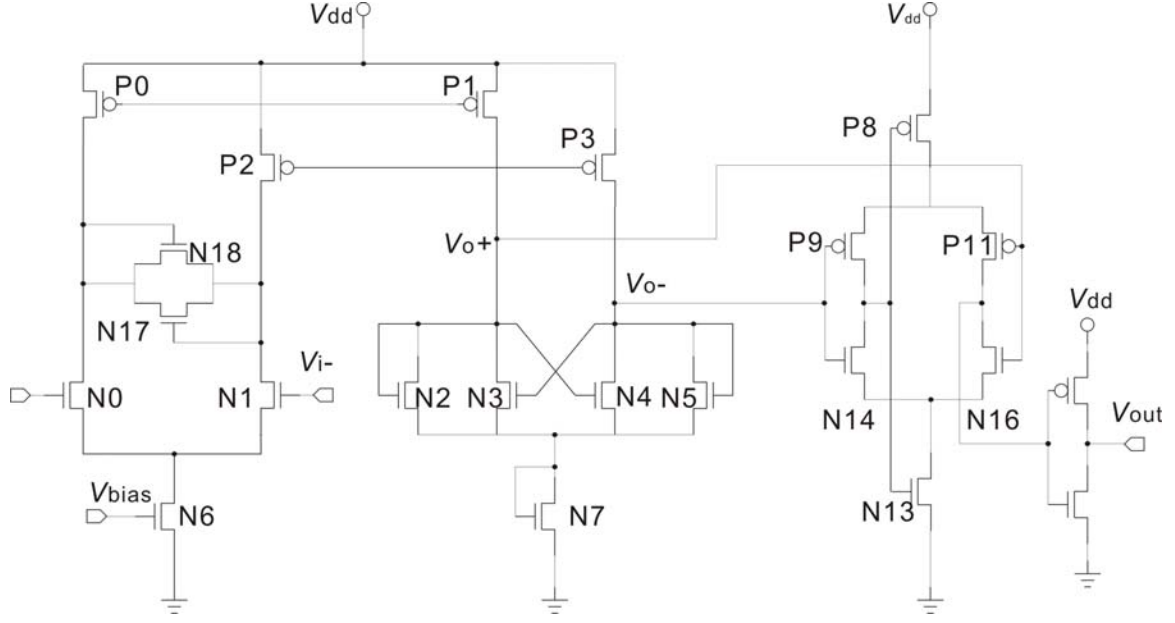 Vdd
Vdd
P0
P1
P2
P3
P8
P9
P11
N18
N17
Vo+
Vo-
Vdd
Vi-
N0
N1
N2
N3
N4
N5
N14
N16
Vout
Vbias
N6
N7
N13